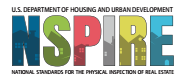 U.S. DEPARTMENT OF HOUSING AND URBAN DEVELOPMENT
NSPIRE
NATIONAL STANDARDS FOR THE PHYSICAL INSPECTION OF REAL ESTATE